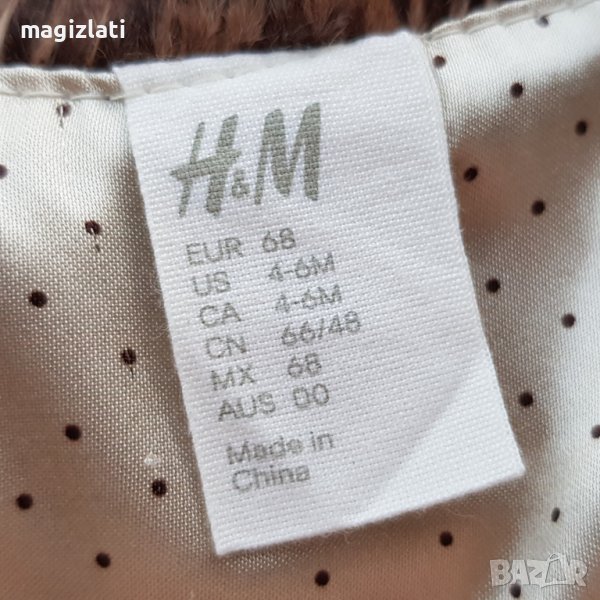 magizlati
H&M
EUR 68
US 4-6M
CA 4-6M
CN 66/48
MX 68
AUS 00
Made in
China
BAZAR